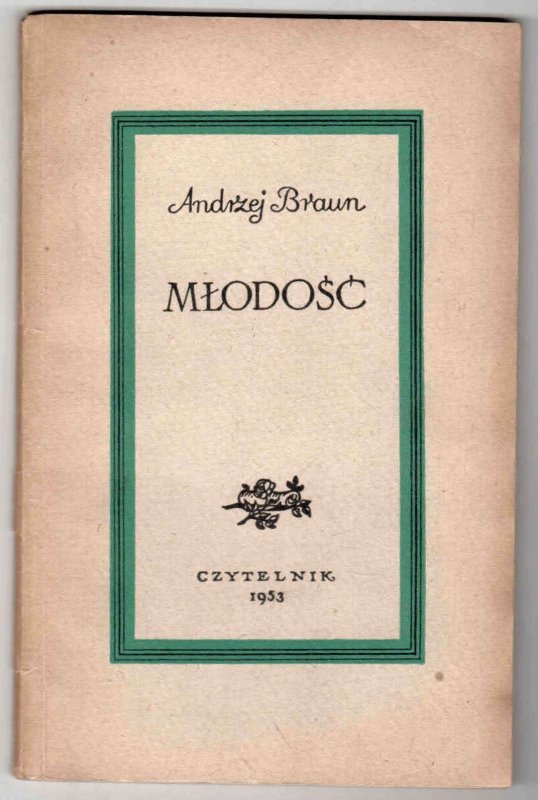 Andrzej Braun
MŁODOŚĆ
CZYTELNIK
1953